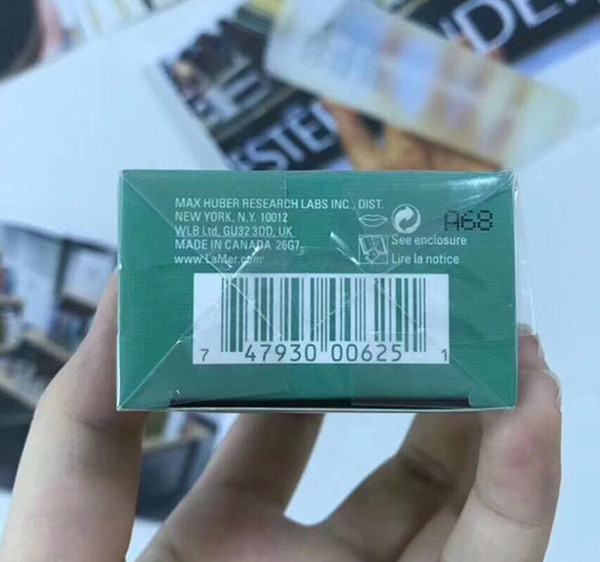 ESTÉE
MAX HUBER RESEARCH LABS INC., DIST.
NEW YORK, N.Y. 10012
WLB Ltd, GU32 3DD, UK
MADE IN CANADA 26G7
www.LaMer.com
A68
See enclosure
Lire la notice
7 47930 00625 1